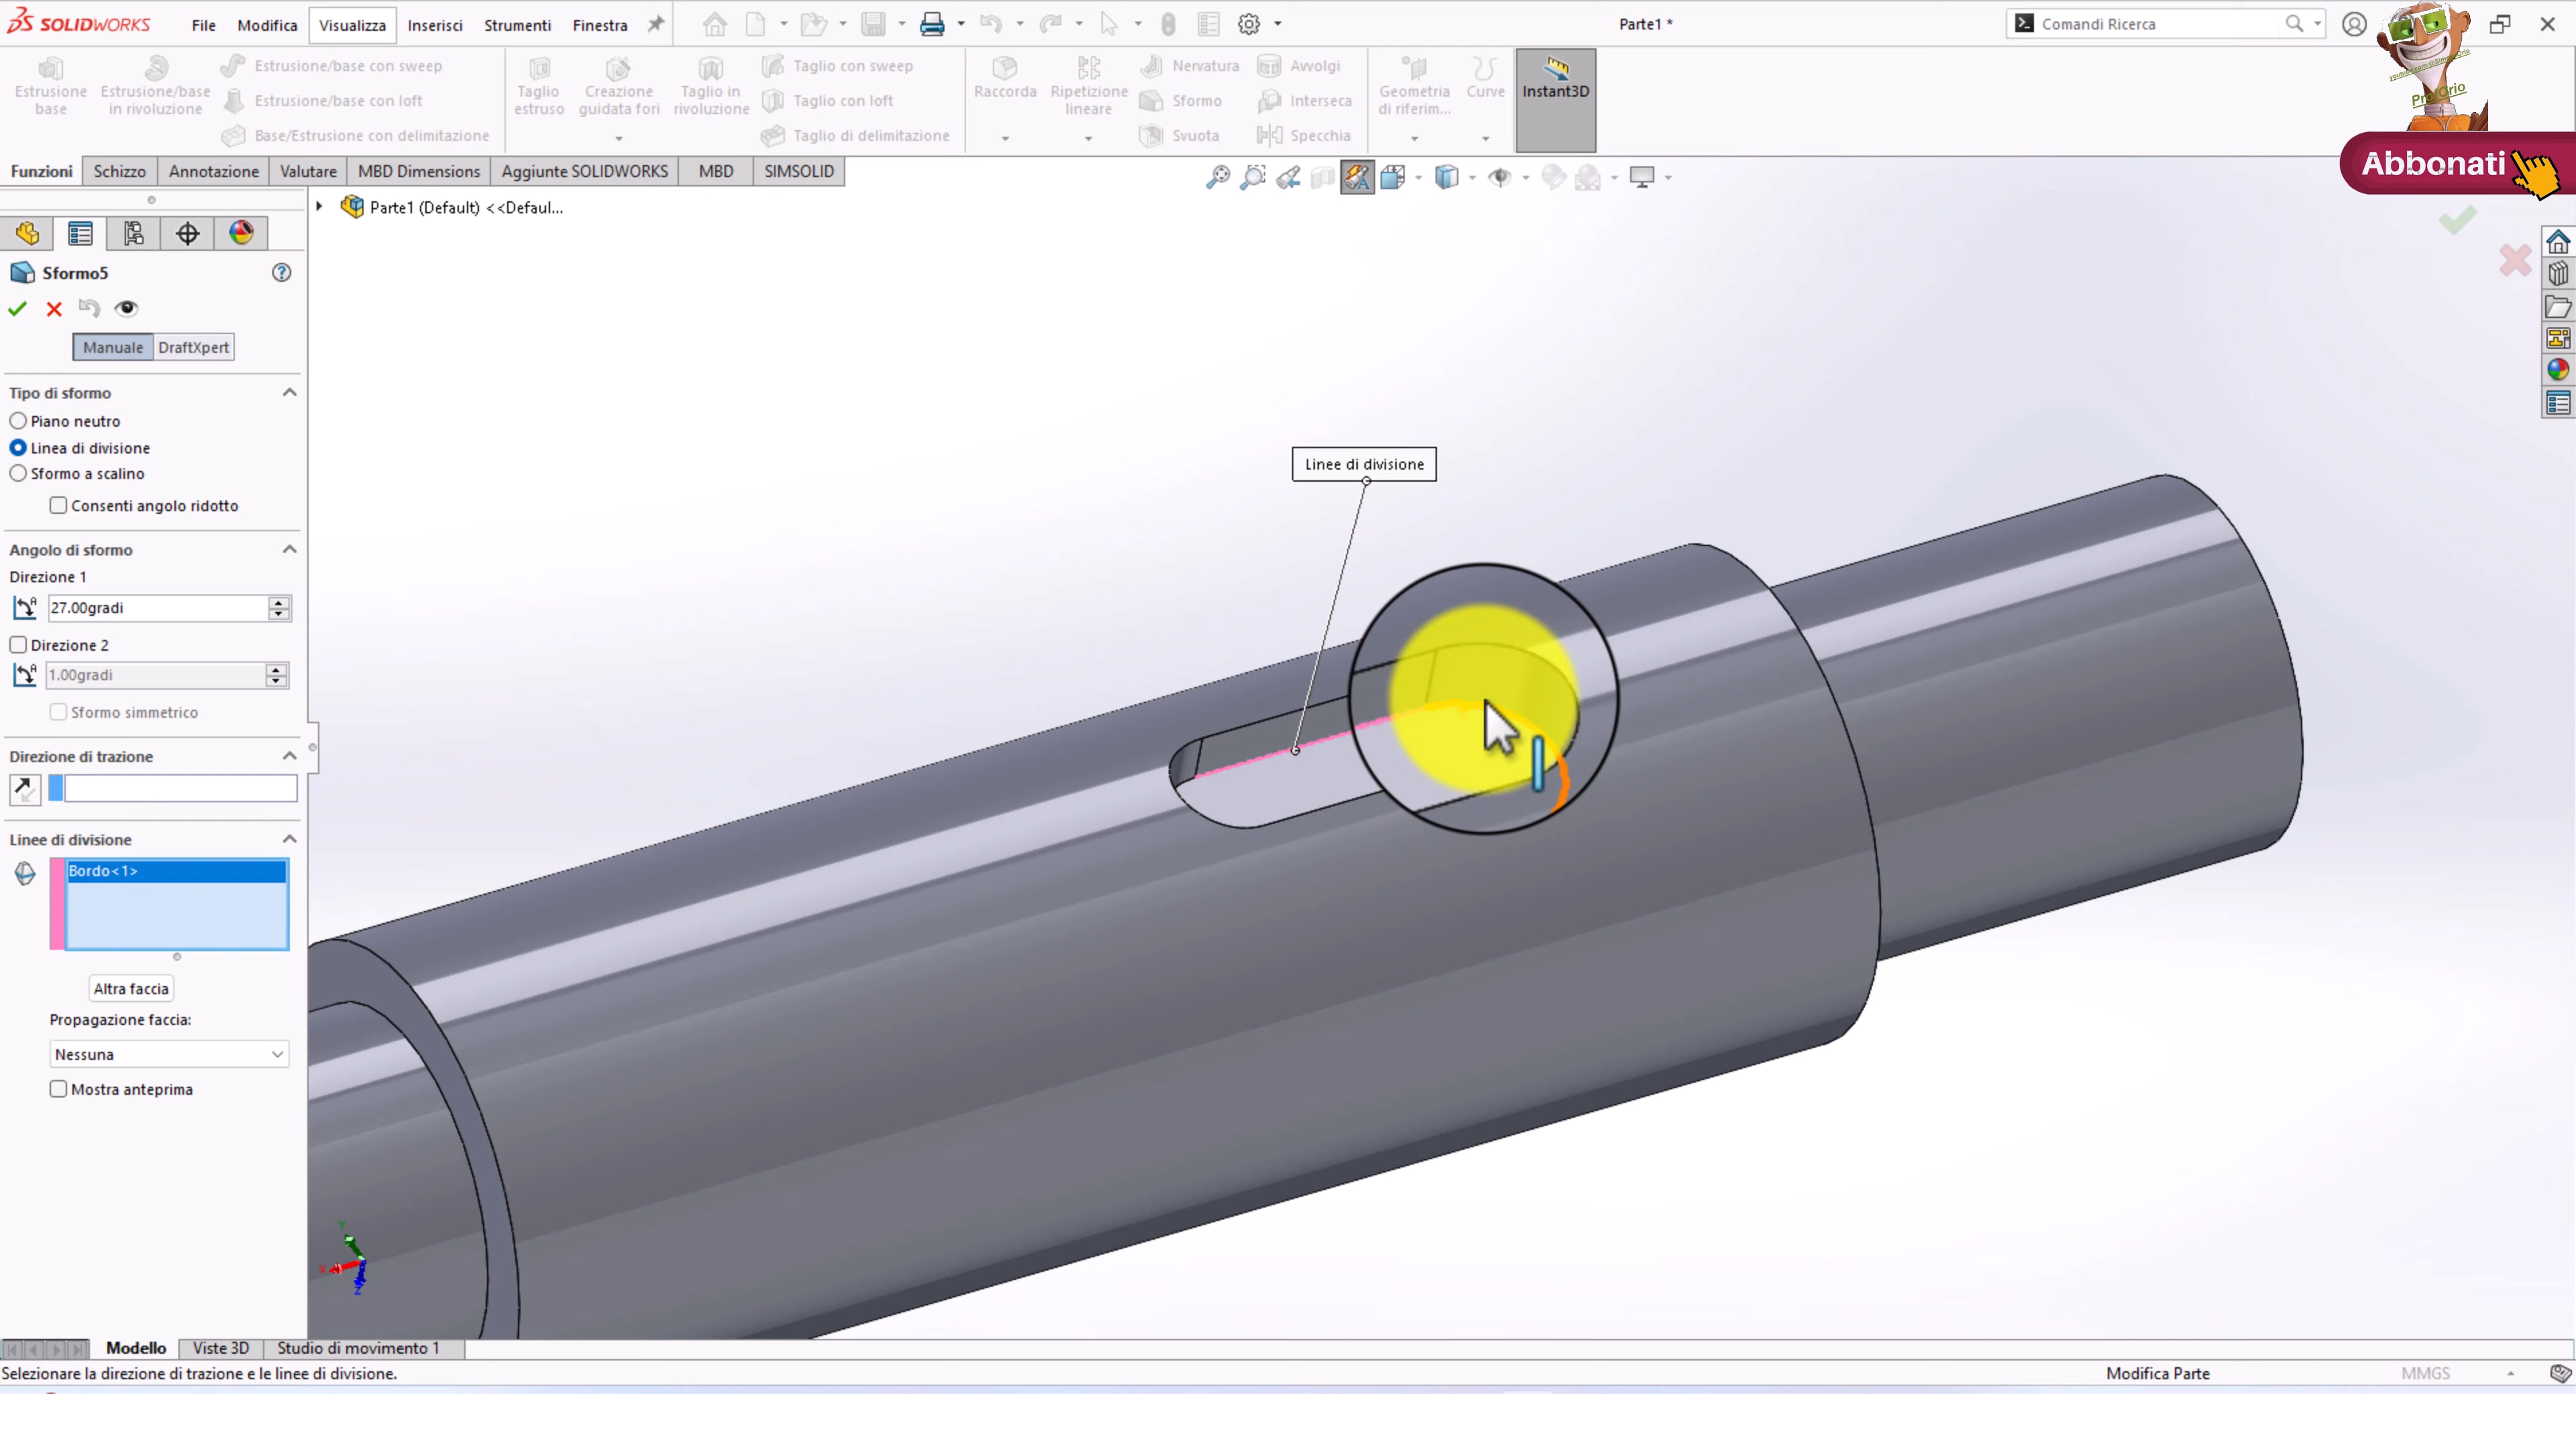 SOLIDWORKS
File Modifica Visualizza Inserisci Strumenti Finestra
Parte1 *
Comandi Ricerca
Estrusione base
Estrusione/base in rivoluzione
Estrusione/base con sweep
Estrusione/base con loft
Base/Estrusione con delimitazione
Taglio estruso
Creazione guidata fori
Taglio in rivoluzione
Taglio con sweep
Taglio con loft
Taglio di delimitazione
Raccorda
Ripetizione lineare
Nervatura
Sformo
Svuota
Avvolgi
Interseca
Specchia
Geometria di riferim...
Curve
Instant3D
ProfGrio
Abbonati
Funzioni Schizzo Annotazione Valutare MBD Dimensions Aggiunte SOLIDWORKS MBD SIMSOLID
Parte1 (Default) <<Defaul...
Sformo5
Manuale DraftXpert
Tipo di sformo
Piano neutro
Linea di divisione
Sformo a scalino
Consenti angolo ridotto
Angolo di sformo
Direzione 1
27.00gradi
Direzione 2
1.00gradi
Sformo simmetrico
Direzione di trazione
Linee di divisione
Bordo<1>
Altra faccia
Propagazione faccia:
Nessuna
Mostra anteprima
Linee di divisione
Y
X
Z
Modello Viste 3D Studio di movimento 1
Selezionare la direzione di trazione e le linee di divisione.
Modifica Parte
MMGS